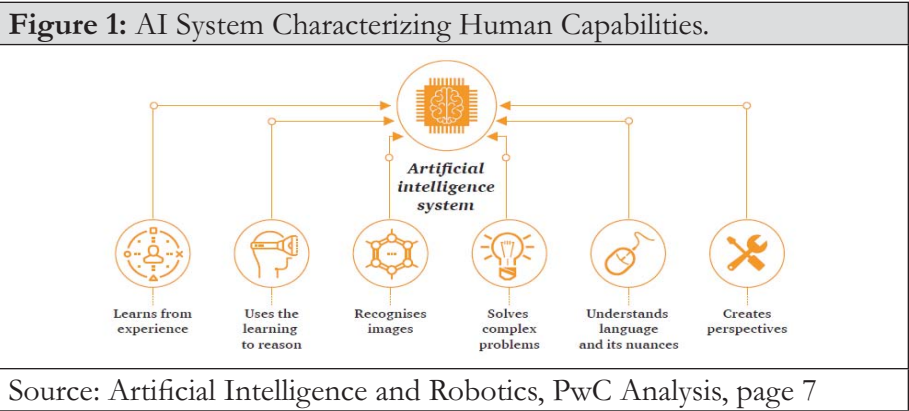 Figure 1: AI System Characterizing Human Capabilities.
Artificial
intelligence
system
Learns from
experience
Uses the
learning
to reason
Recognises
images
Solves
complex
problems
Understands
language
and its nuances
Creates
perspectives
Source: Artificial Intelligence and Robotics, PwC Analysis, page 7